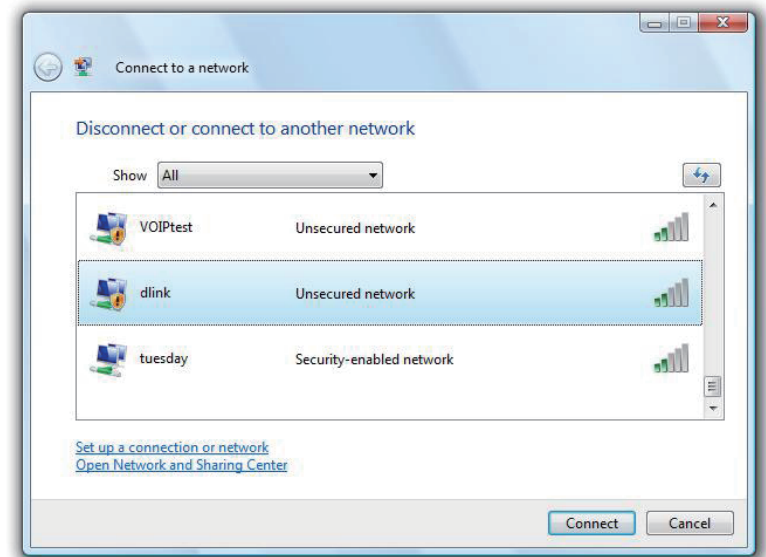 Connect to a network
Disconnect or connect to another network
Show All
VOIPtest Unsecured network
dlink Unsecured network
tuesday Security-enabled network
Set up a connection or network
Open Network and Sharing Center
Connect Cancel